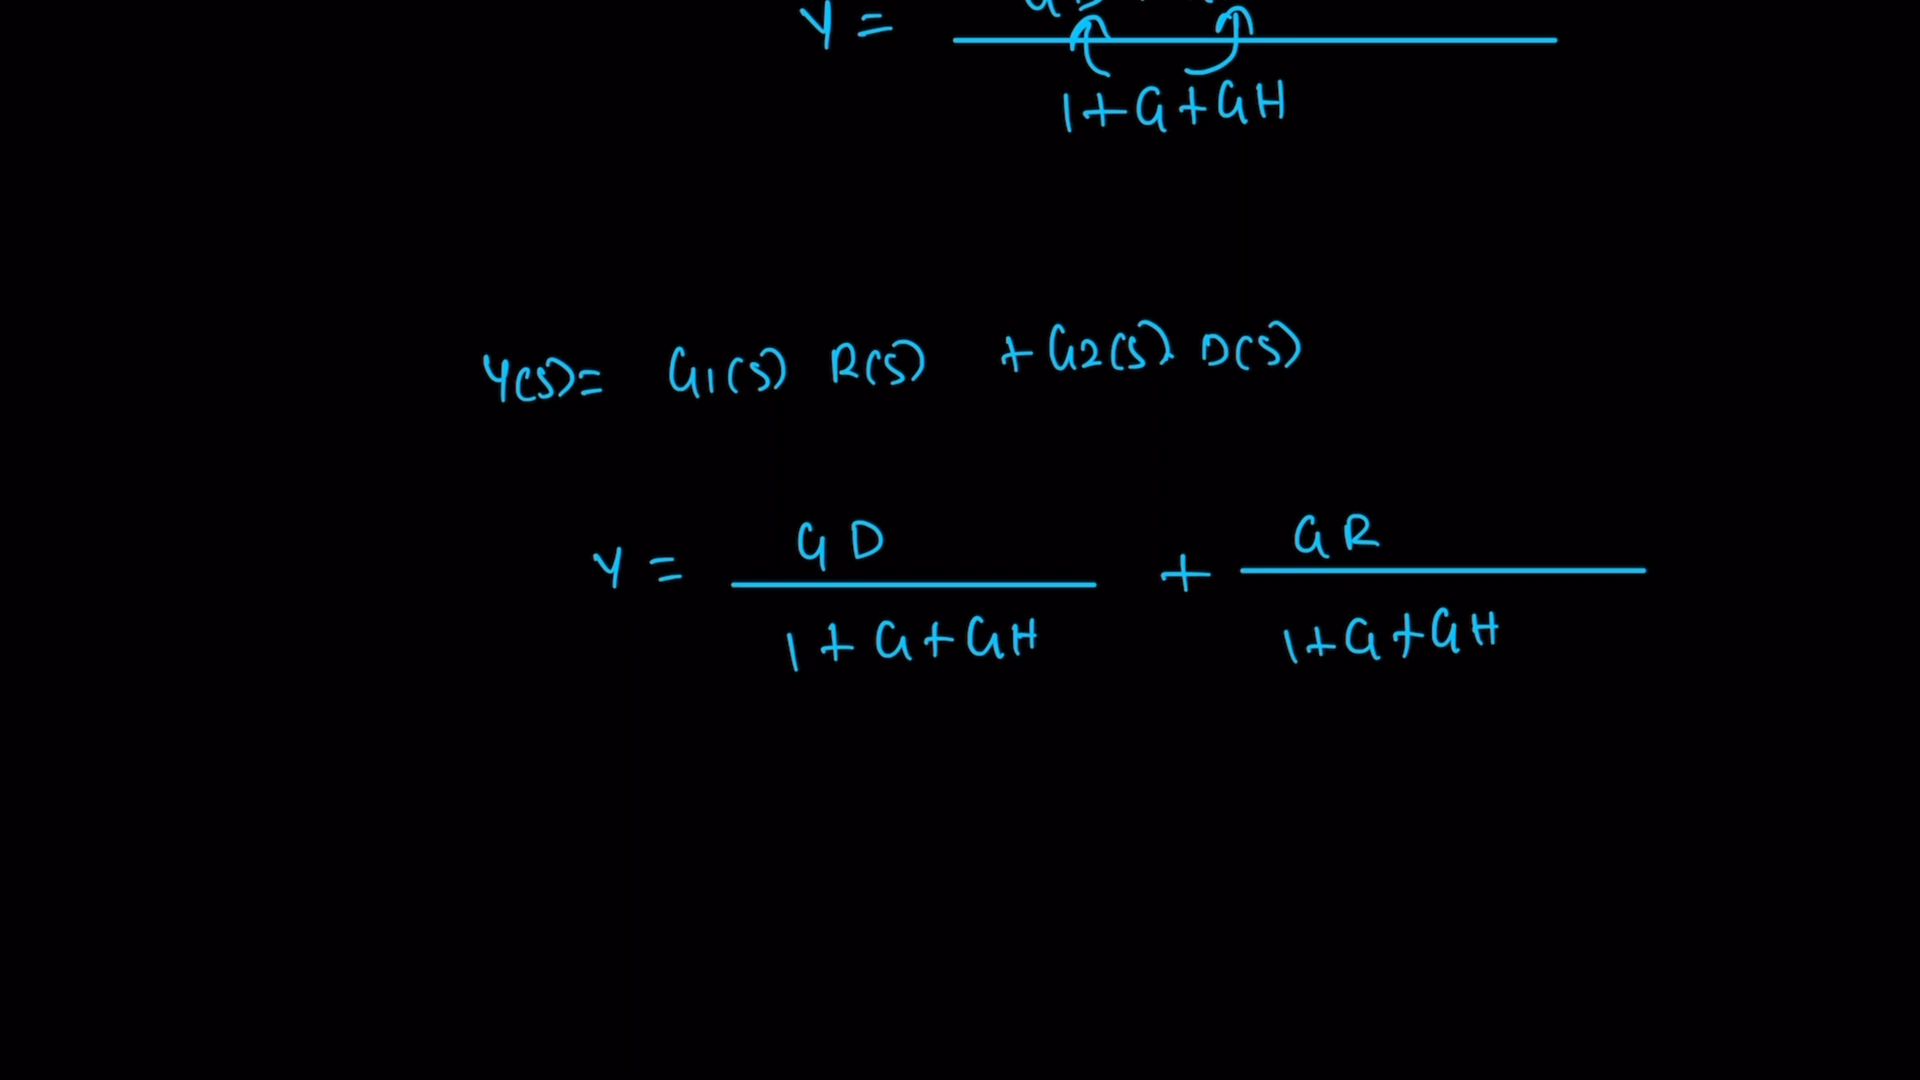 Y =
1 + G + GH
Y(s) = G1(s) R(s) + G2(s) D(s)
Y = GD / 1 + G + GH + GR / 1 + G + GH